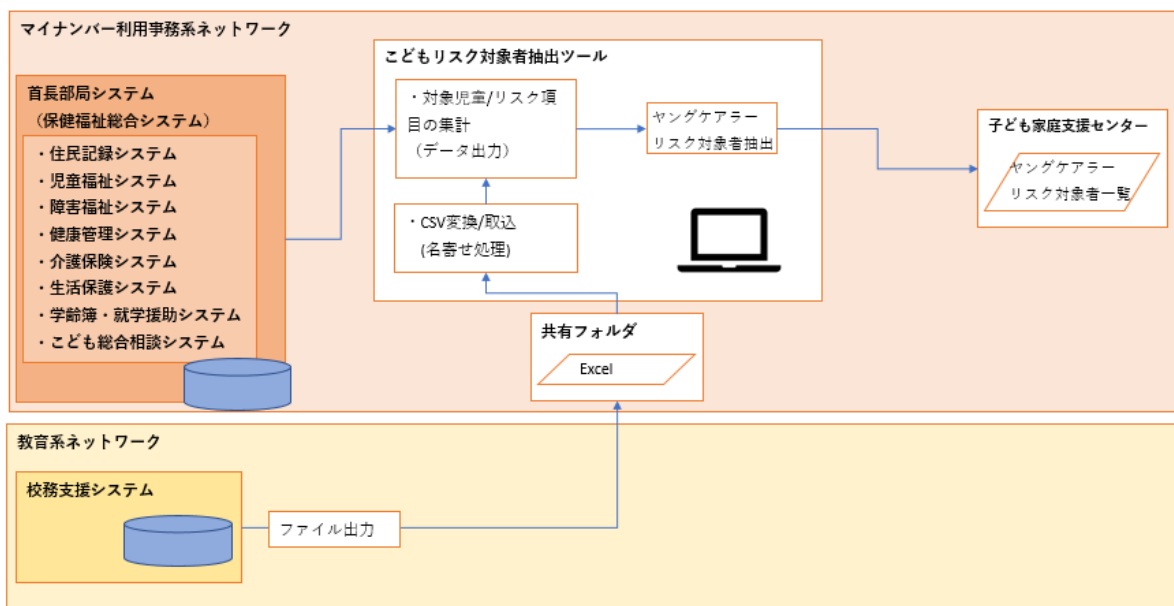 マイナンバー利用事務系ネットワーク
首長部局システム
（保健福祉総合システム）
・住民記録システム
・児童福祉システム
・障害福祉システム
・健康管理システム
・介護保険システム
・生活保護システム
・学齢簿・就学援助システム
・こども総合相談システム
こどもリスク対象者抽出ツール
・対象児童/リスク項
目の集計
（データ出力）
ヤングケアラー
リスク対象者抽出
・CSV変換/取込
(名寄せ処理)
子ども家庭支援センター
ヤングケアラー
リスク対象者一覧
共有フォルダ
Excel
教育系ネットワーク
校務支援システム
ファイル出力